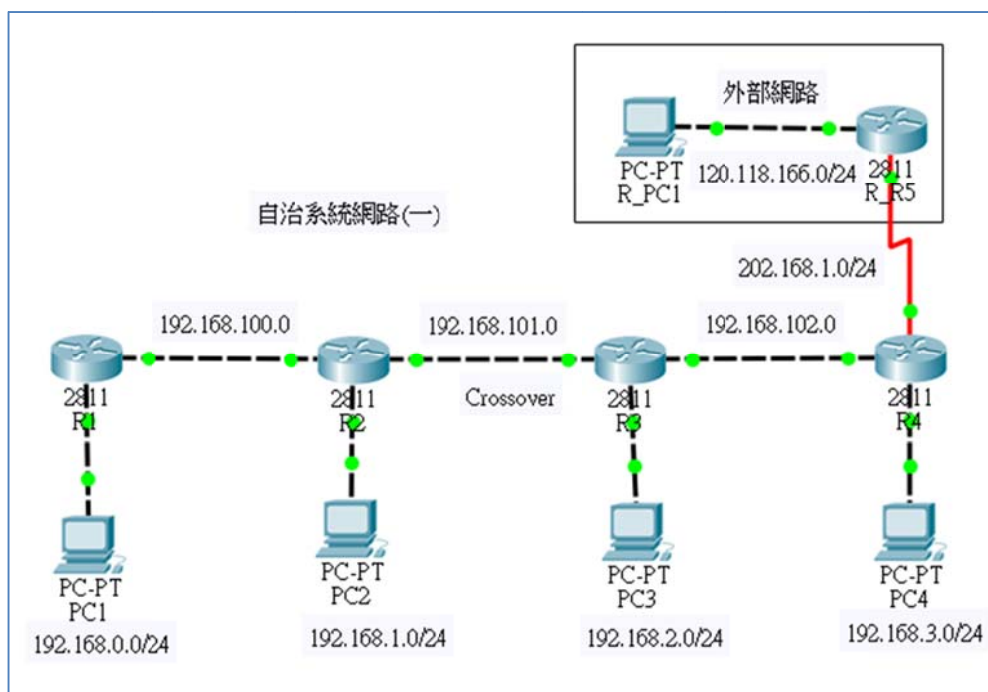 外部網路
PC-PT
R_PC1
120.118.166.0/24
2811
R_R5
自治系統網路(一)
202.168.1.0/24
192.168.100.0
192.168.101.0
192.168.102.0
2811
R1
2811
R2
Crossover
2811
R3
2811
R4
PC-PT
PC1
192.168.0.0/24
PC-PT
PC2
192.168.1.0/24
PC-PT
PC3
192.168.2.0/24
PC-PT
PC4
192.168.3.0/24